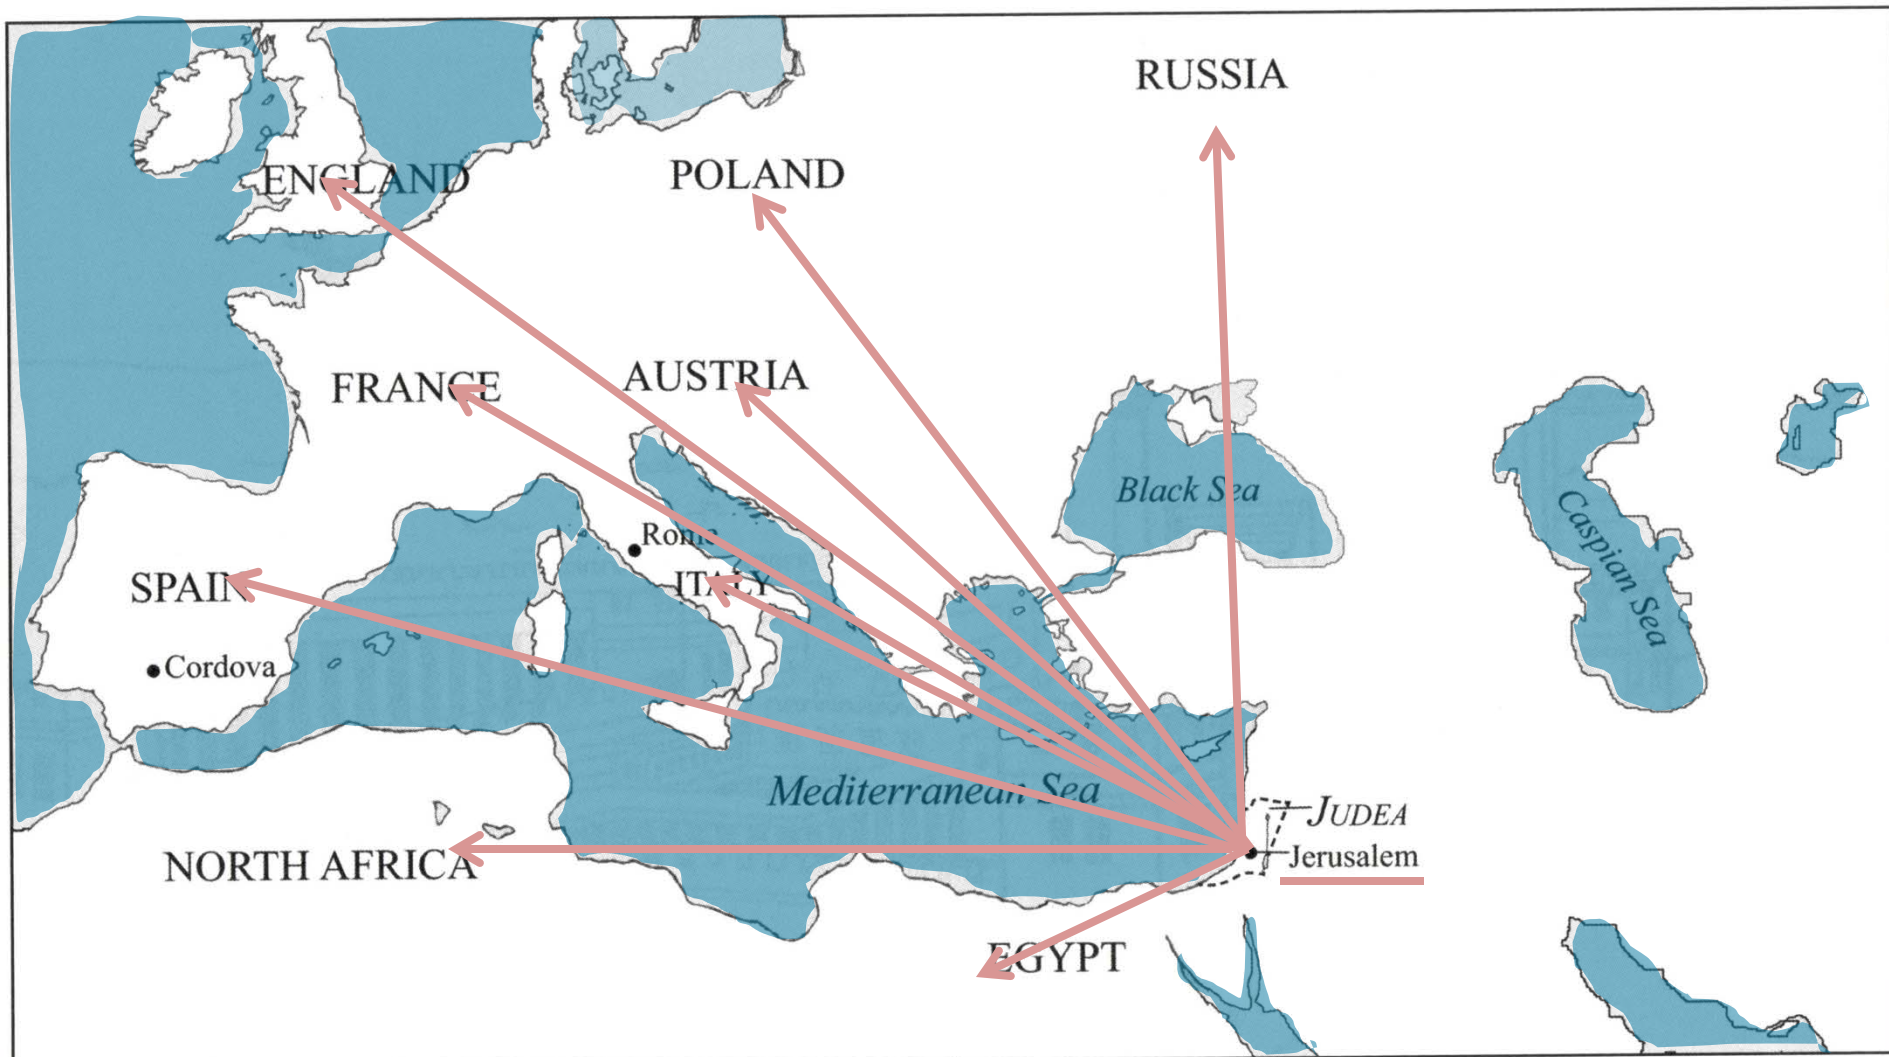 RUSSIA
ENGLAND
POLAND
FRANCE
AUSTRIA
Black Sea
Caspian Sea
Rome
SPAIN
ITALY
Cordova
Mediterranean Sea
JUDEA
Jerusalem
NORTH AFRICA
EGYPT